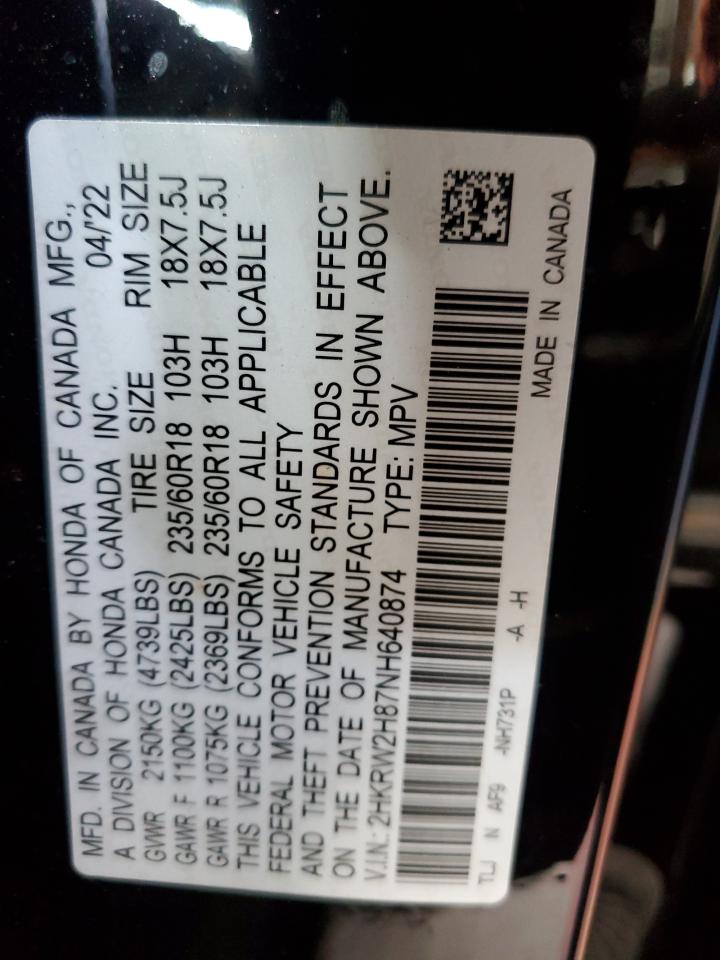 MFD. IN CANADA BY HONDA OF CANADA MFG.,
A DIVISION OF HONDA CANADA INC. 04/'22
GVWR 2150KG (4739LBS) TIRE SIZE RIM SIZE
GAWR F 1100KG (2425LBS) 235/60R18 103H 18X7.5J
GAWR R 1075KG (2369LBS) 235/60R18 103H 18X7.5J
THIS VEHICLE CONFORMS TO ALL APPLICABLE
FEDERAL MOTOR VEHICLE SAFETY
AND THEFT PREVENTION STANDARDS IN EFFECT
ON THE DATE OF MANUFACTURE SHOWN ABOVE.
V.I.N.: 2HKRW2H87NH640874 TYPE: MPV
TLJ N AF9 -NH731P -A -H
MADE IN CANADA